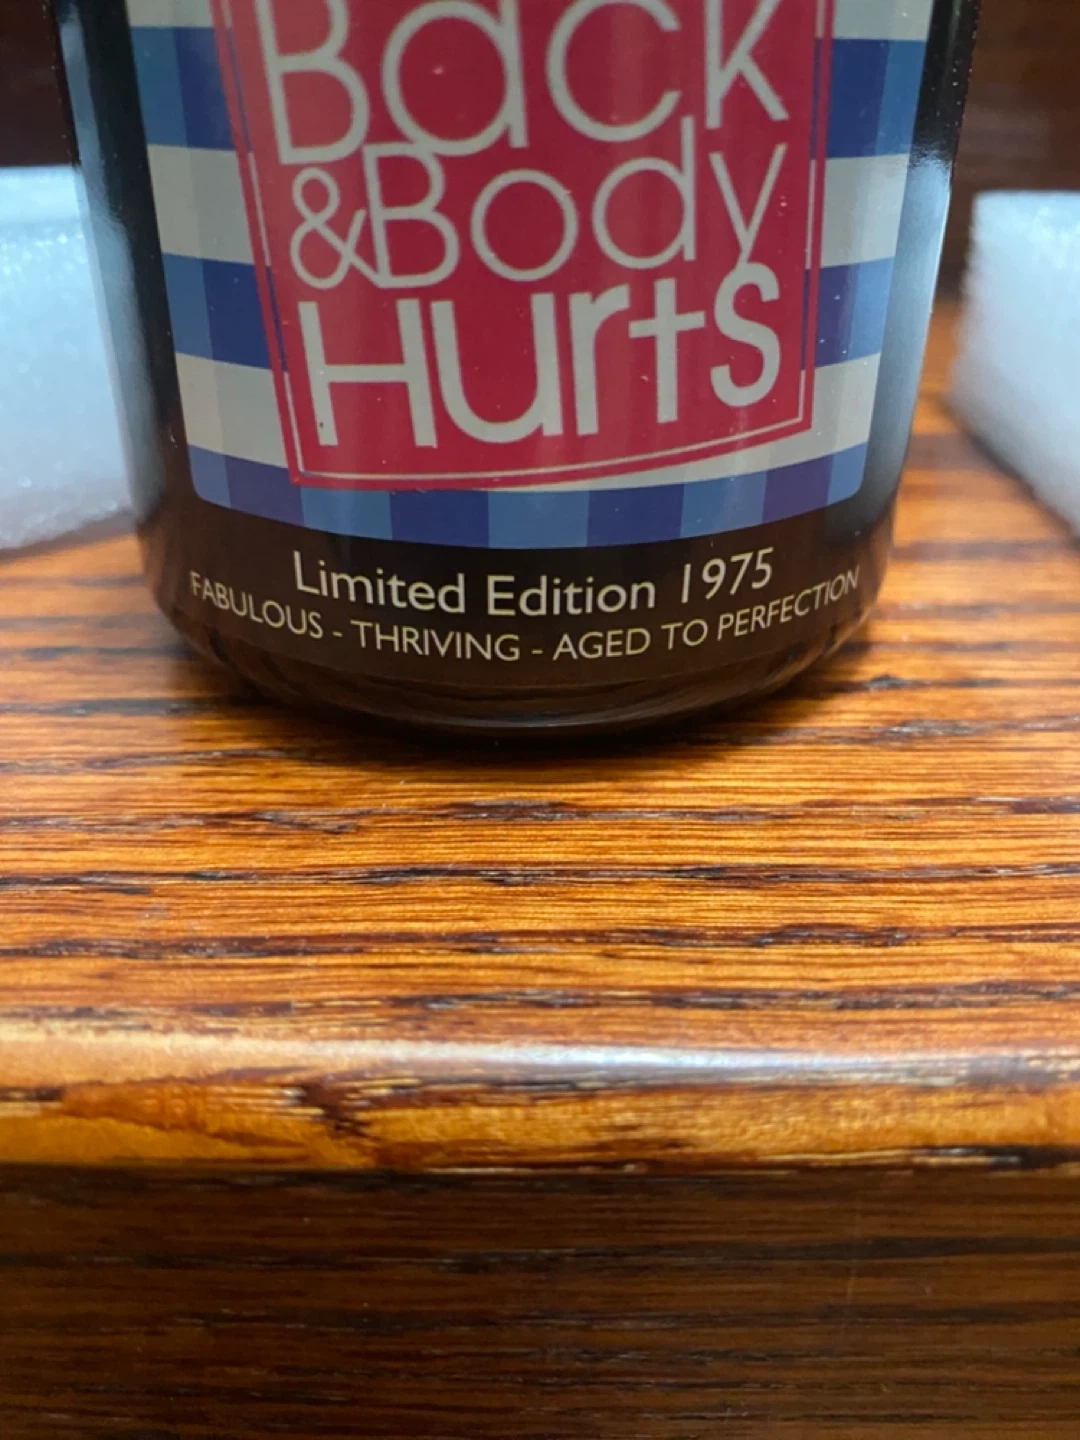 Back
&Body
Hurts
Limited Edition 1975
FABULOUS - THRIVING - AGED TO PERFECTION